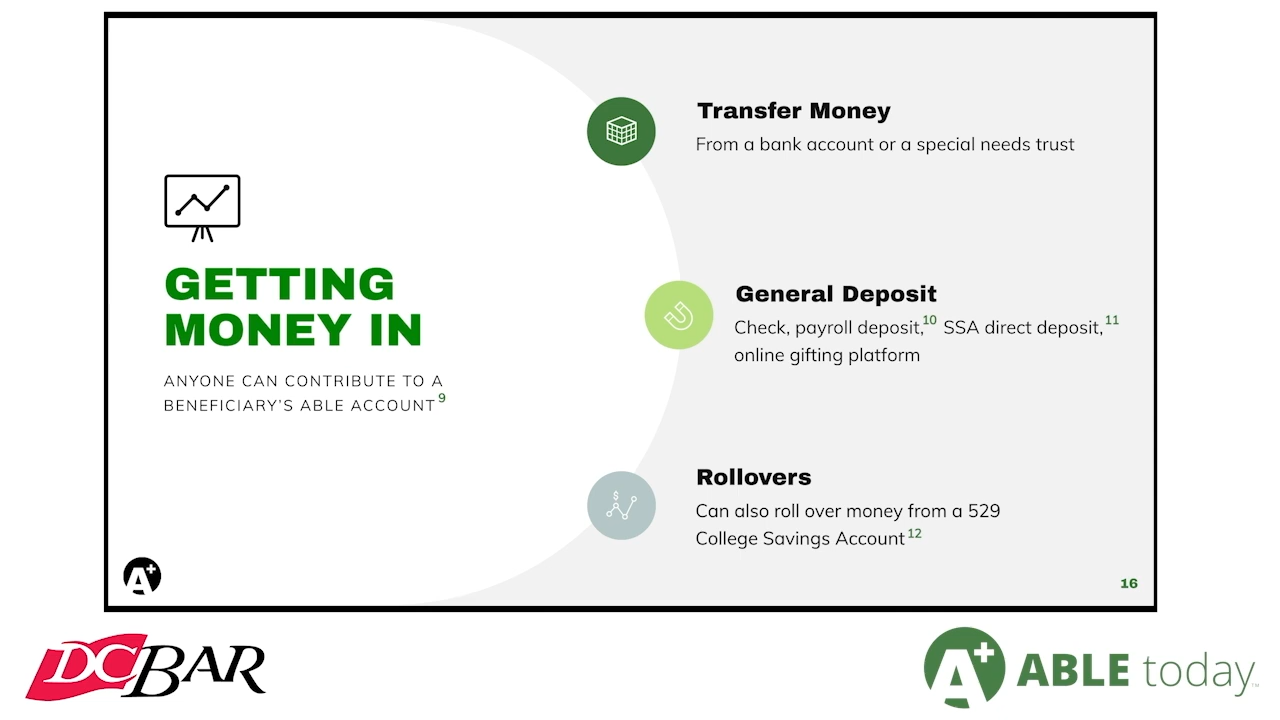 GETTING
MONEY IN
ANYONE CAN CONTRIBUTE TO A
BENEFICIARY'S ABLE ACCOUNT 9
Transfer Money
From a bank account or a special needs trust
General Deposit
Check, payroll deposit,10 SSA direct deposit,11
online gifting platform
Rollovers
Can also roll over money from a 529
College Savings Account 12
A+
16
DCBAR
A+ ABLE today™